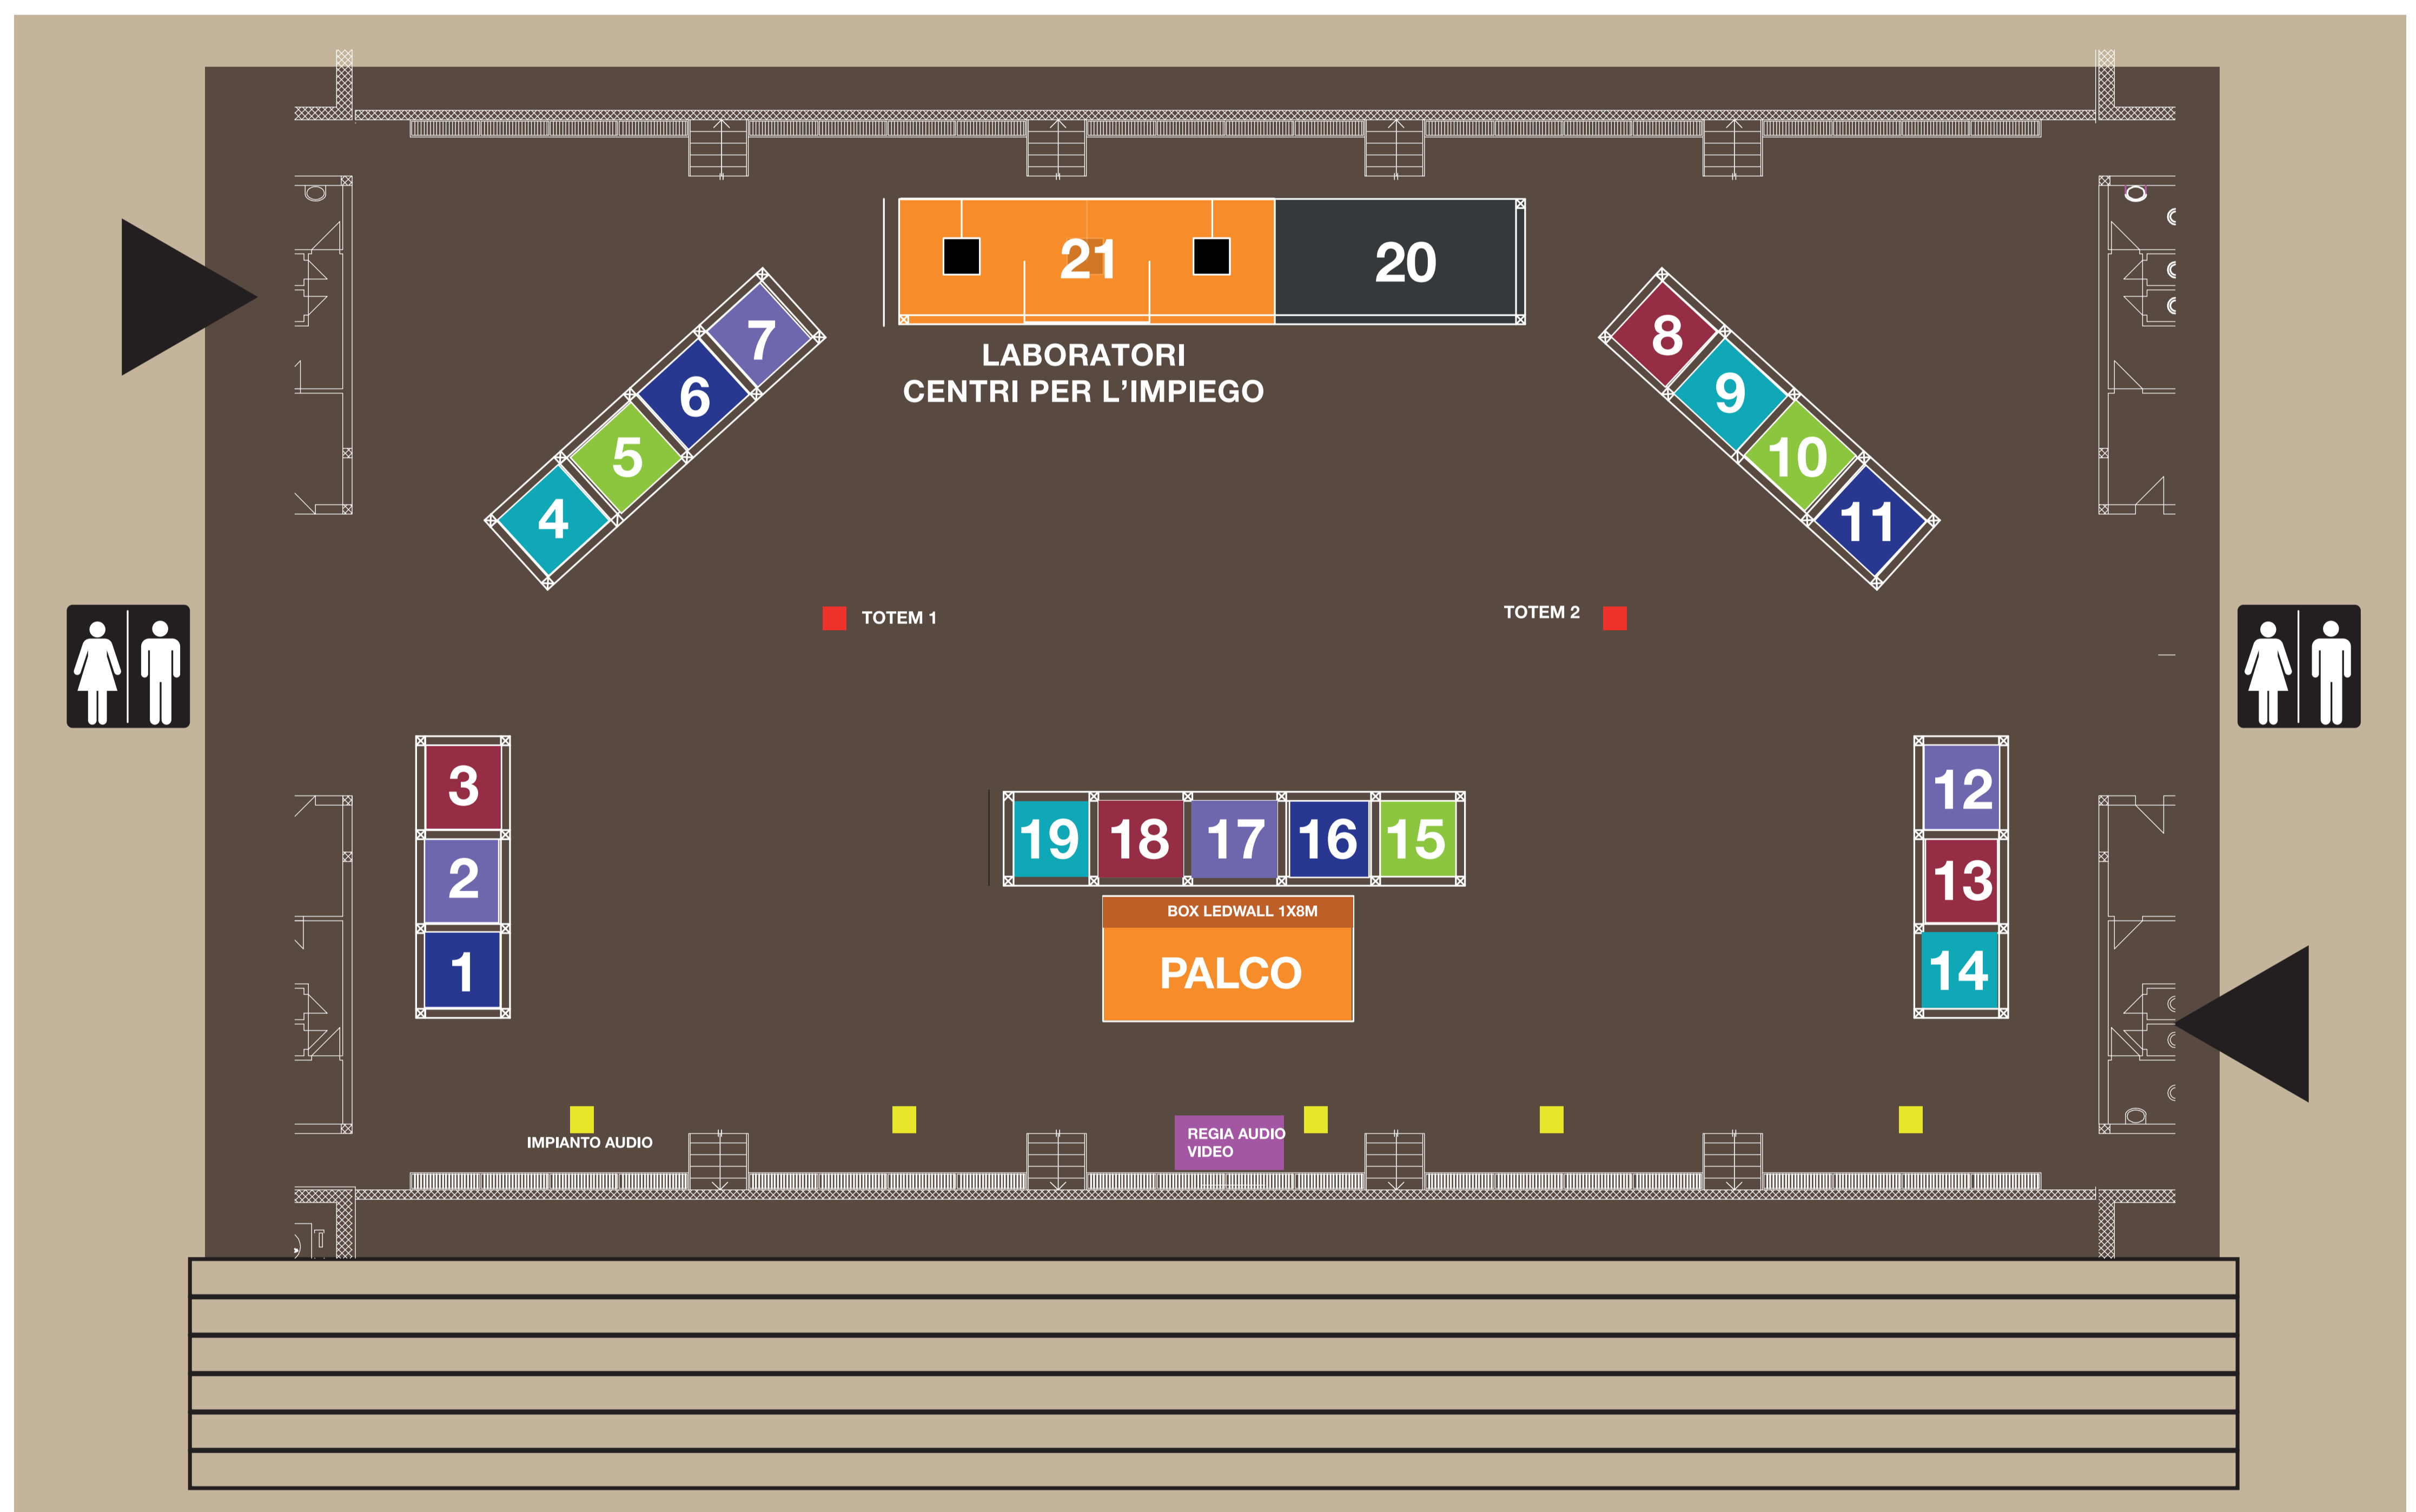 21
20
7
8
LABORATORI
CENTRI PER L'IMPIEGO
6
9
5
10
4
11
TOTEM 1
TOTEM 2
3
12
19
18
17
16
15
2
13
BOX LEDWALL 1X8M
1
PALCO
14
IMPIANTO AUDIO
REGIA AUDIO
VIDEO